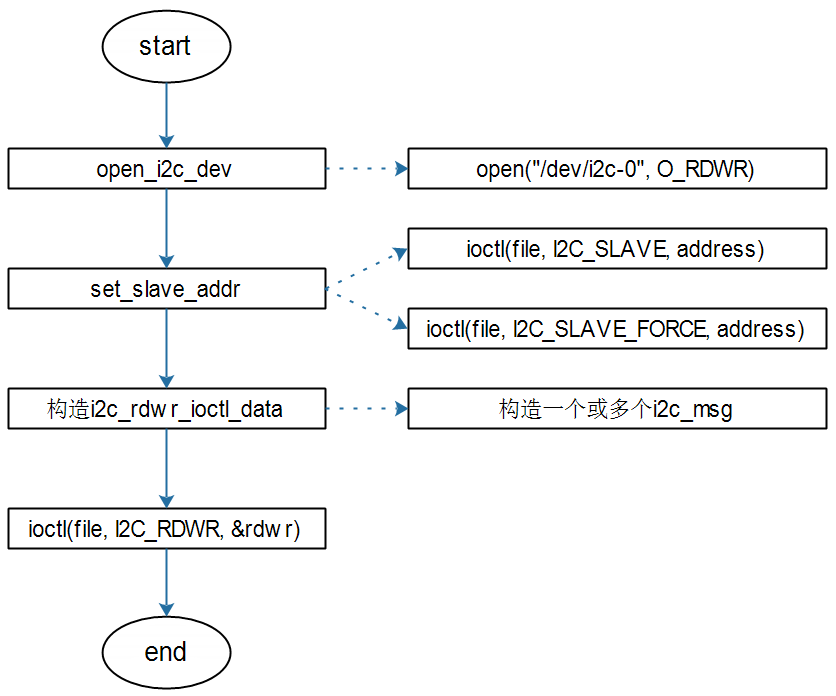 start
open_i2c_dev
open("/dev/i2c-0", O_RDWR)
ioctl(file, I2C_SLAVE, address)
set_slave_addr
ioctl(file, I2C_SLAVE_FORCE, address)
构造i2c_rdwr_ioctl_data
构造一个或多个i2c_msg
ioctl(file, I2C_RDWR, &rdwr)
end